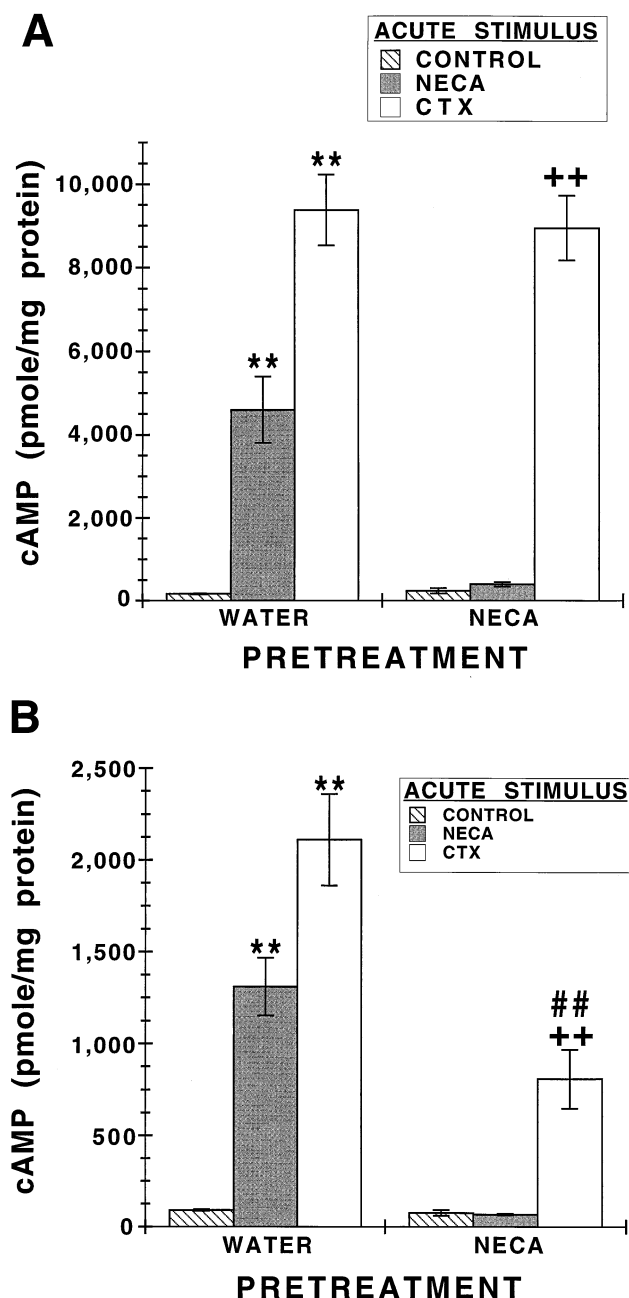 A
ACUTE STIMULUS
CONTROL
NECA
CTX
cAMP (pmole/mg protein)
10,000
8,000
6,000
4,000
2,000
0
**
**
++
WATER
NECA
PRETREATMENT
B
ACUTE STIMULUS
CONTROL
NECA
CTX
cAMP (pmole/mg protein)
2,500
2,000
1,500
1,000
500
0
**
**
##
++
WATER
NECA
PRETREATMENT